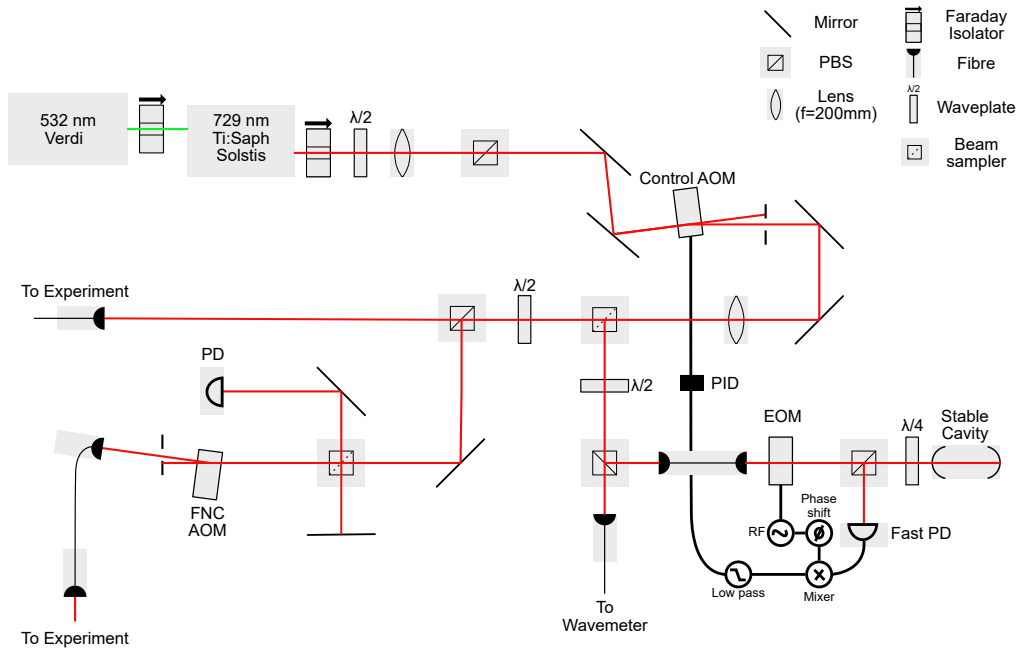 Mirror
Faraday
Isolator
PBS
Fibre
Lens
(f=200mm)
λ/2
Waveplate
Beam
sampler
532 nm
Verdi
729 nm
Ti:Saph
Solstis
λ/2
Control AOM
To Experiment
λ/2
PD
λ/2
PID
EOM
λ/4
Stable
Cavity
FNC
AOM
Phase
shift
RF
ø
Fast PD
Low pass
X
Mixer
To
Wavemeter
To Experiment